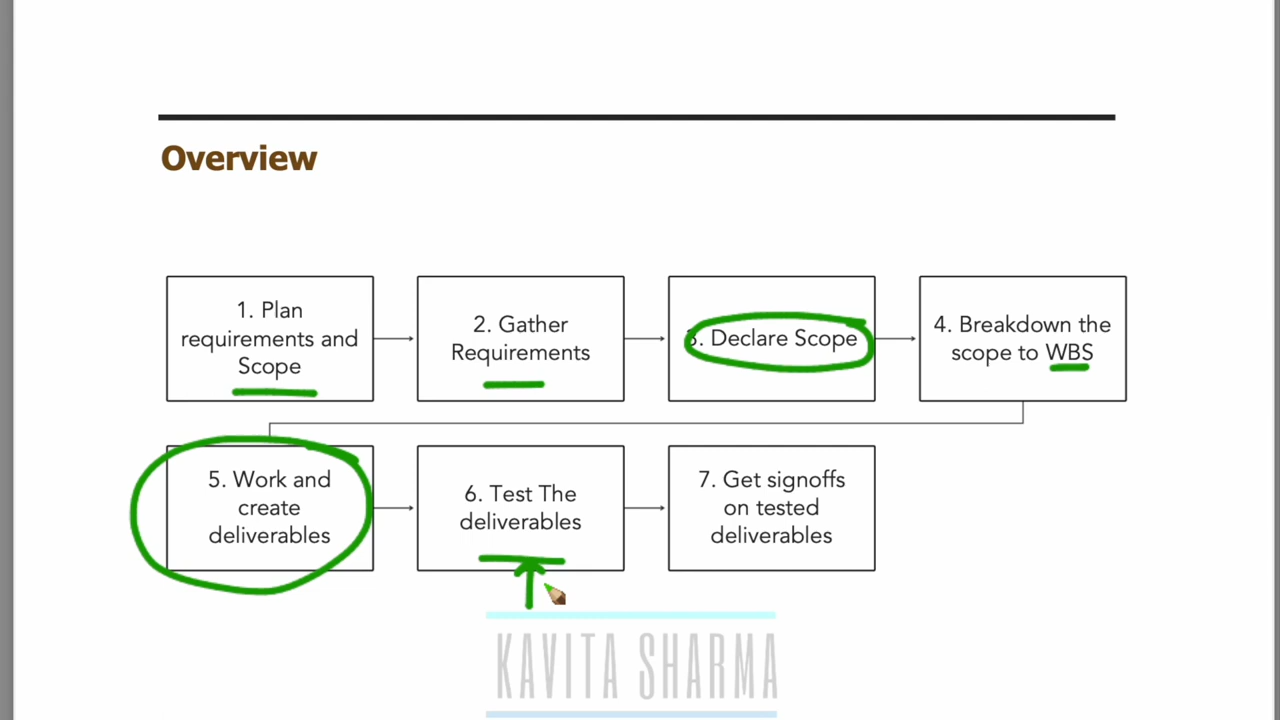 Overview
1. Plan
requirements and
Scope
2. Gather
Requirements
3. Declare Scope
4. Breakdown the
scope to WBS
5. Work and
create
deliverables
6. Test The
deliverables
7. Get signoffs
on tested
deliverables
KAVITA SHARMA